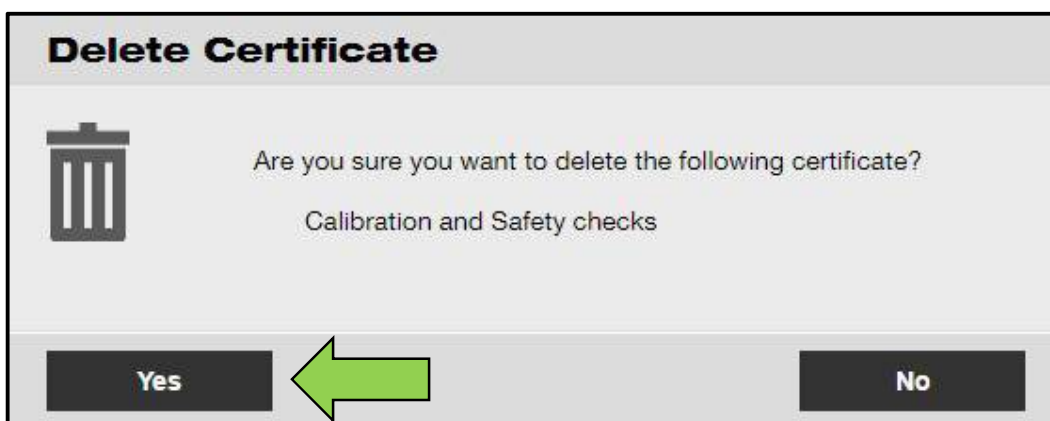 Delete Certificate
Are you sure you want to delete the following certificate?
Calibration and Safety checks
Yes
No